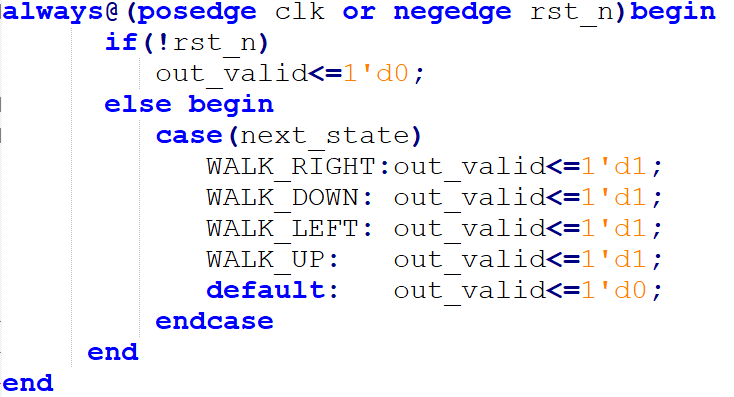 always@(posedge clk or negedge rst_n)begin
if(!rst_n)
out_valid<=1'd0;
else begin
case(next_state)
WALK_RIGHT:out_valid<=1'd1;
WALK_DOWN: out_valid<=1'd1;
WALK_LEFT: out_valid<=1'd1;
WALK_UP:   out_valid<=1'd1;
default:   out_valid<=1'd0;
endcase
end
end